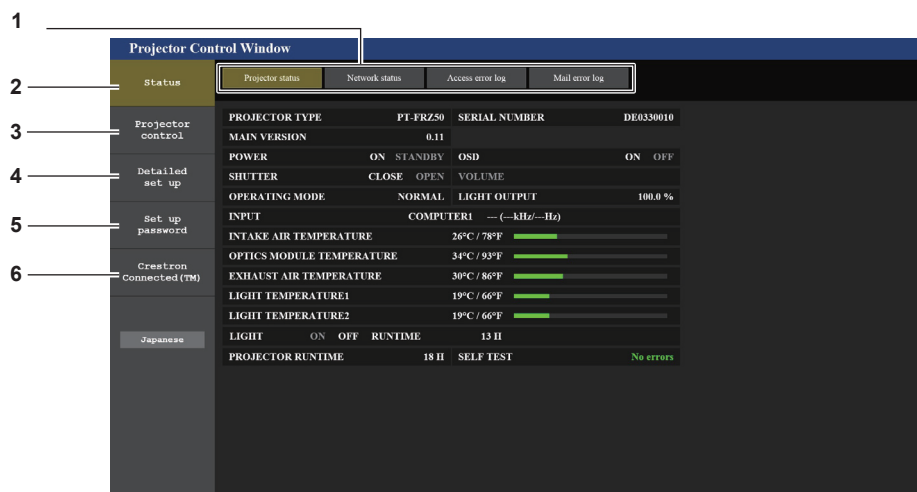 1
Projector Control Window
2
Status
Projector status Network status Access error log Mail error log
3
Projector
control
4
Detailed
set up
5
Set up
password
6
Crestron
Connected(TM)
Japanese
PROJECTOR TYPE PT-FRZ50 SERIAL NUMBER DE0330010
MAIN VERSION 0.11
POWER ON STANDBY OSD ON OFF
SHUTTER CLOSE OPEN VOLUME
OPERATING MODE NORMAL LIGHT OUTPUT 100.0 %
INPUT COMPUTER1 --- (---kHz/---Hz)
INTAKE AIR TEMPERATURE 26°C / 78°F
OPTICS MODULE TEMPERATURE 34°C / 93°F
EXHAUST AIR TEMPERATURE 30°C / 86°F
LIGHT TEMPERATURE1 19°C / 66°F
LIGHT TEMPERATURE2 19°C / 66°F
LIGHT ON OFF RUNTIME 13 H
PROJECTOR RUNTIME 18 H SELF TEST No errors